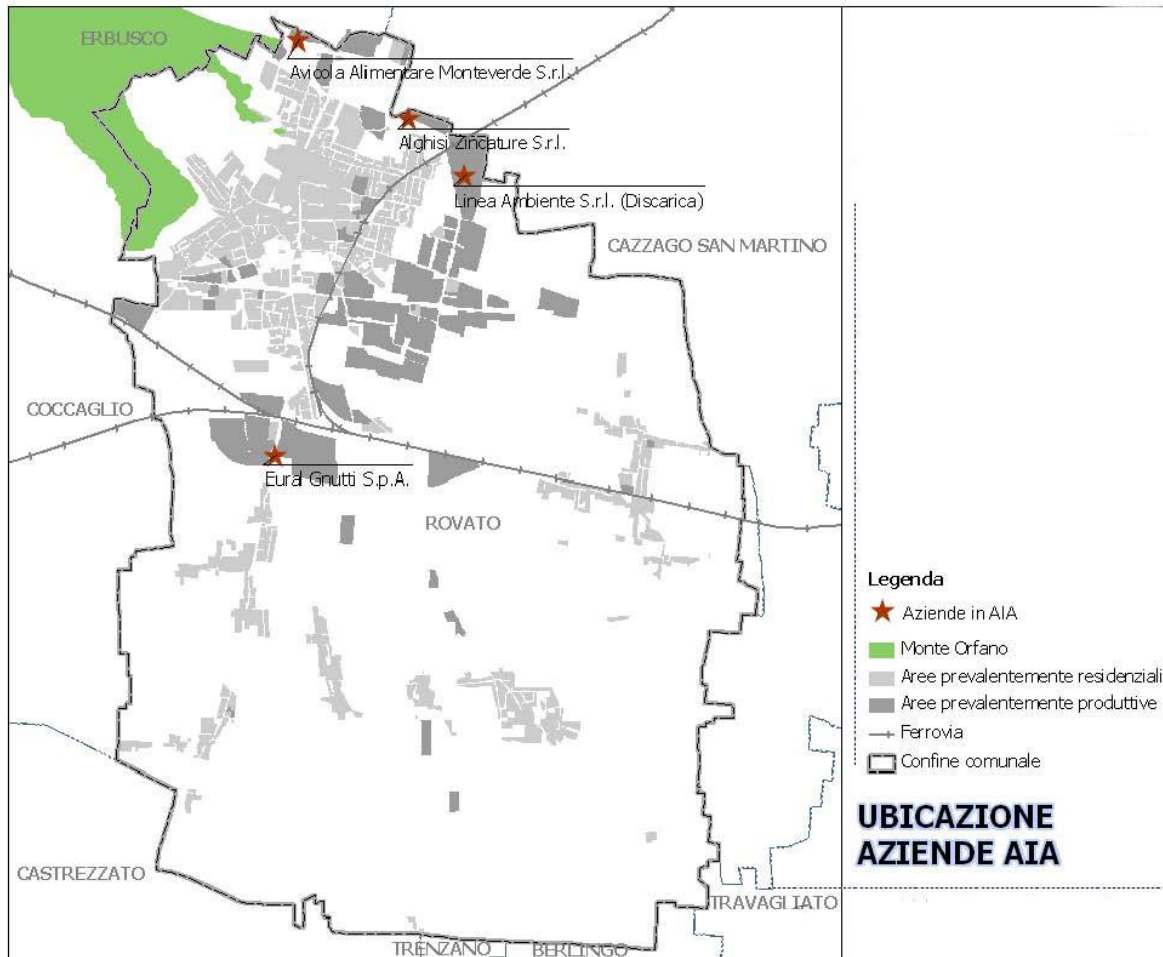 ERBUSCO
Avicola Alimentare Monteverde S.r.l.
Alghisi Zincature S.r.l.
Linea Ambiente S.r.l. (Discarica)
CAZZAGO SAN MARTINO
COCCAGLIO
Eural Gnutti S.p.A.
ROVATO
Legenda
Aziende in AIA
Monte Orfano
Aree prevalentemente residenziali
Aree prevalentemente produttive
Ferrovia
Confine comunale
UBICAZIONE
AZIENDE AIA
CASTREZZATO
TRAVAGLIATO
TRENZANO
BERLINGO